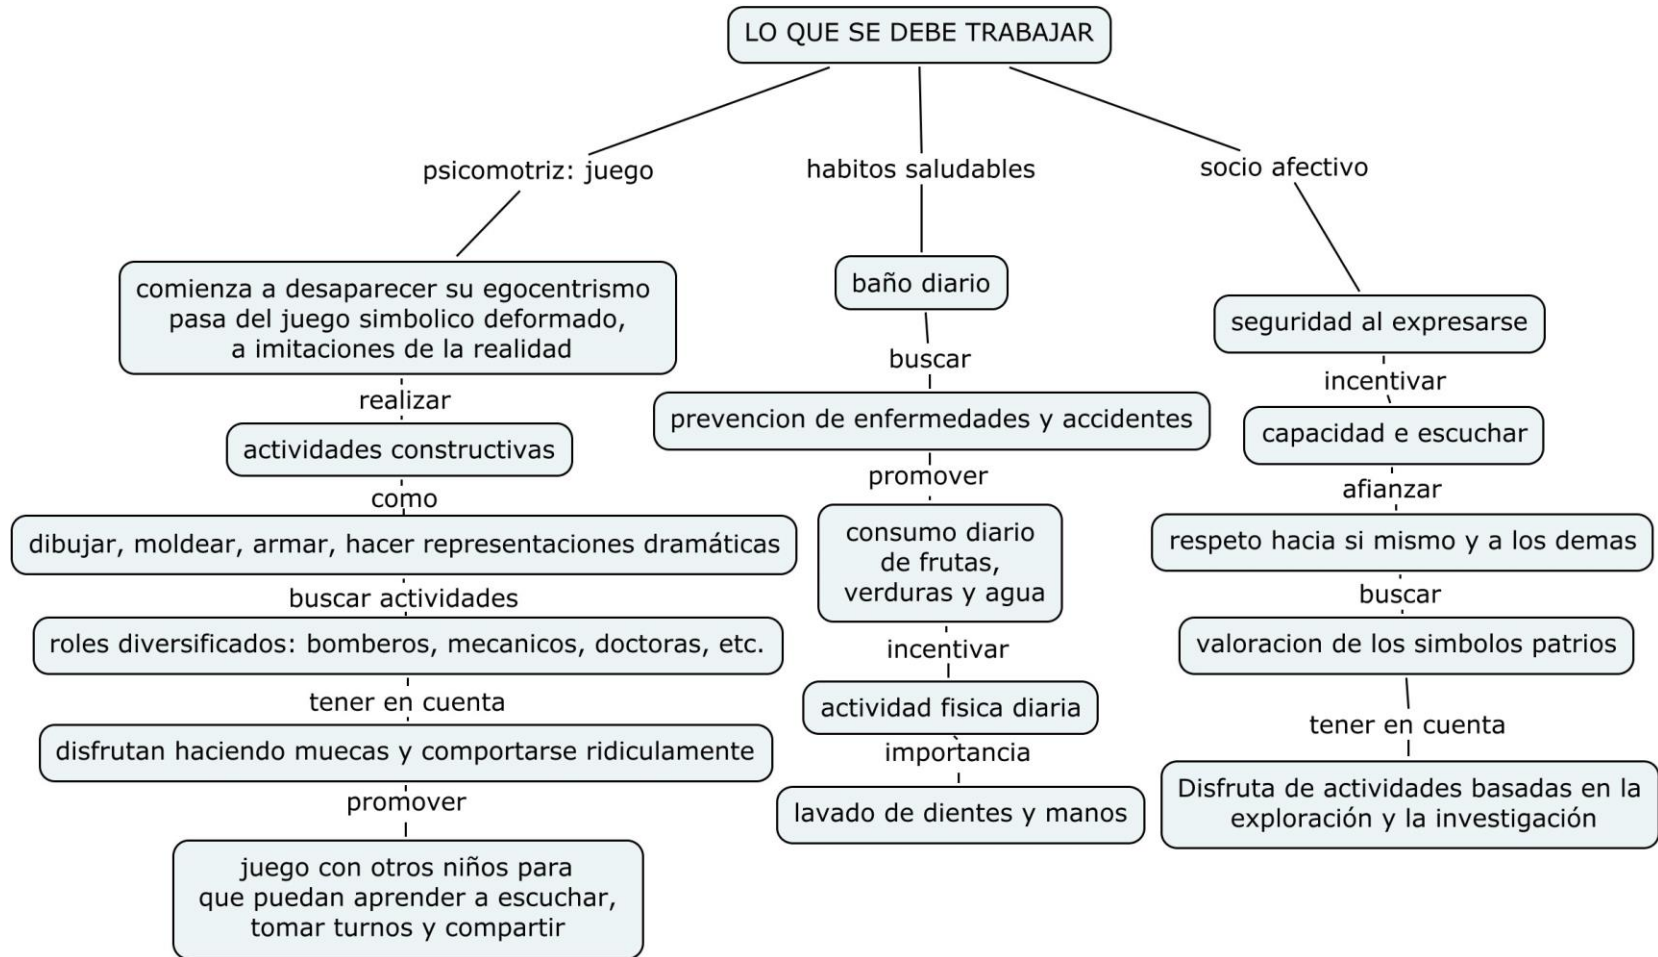 LO QUE SE DEBE TRABAJAR
psicomotriz: juego
comienza a desaparecer su egocentrismo
pasa del juego simbolico deformado,
a imitaciones de la realidad
realizar
actividades constructivas
como
dibujar, moldear, armar, hacer representaciones dramáticas
buscar actividades
roles diversificados: bomberos, mecanicos, doctoras, etc.
tener en cuenta
disfrutan haciendo muecas y comportarse ridiculamente
promover
juego con otros niños para
que puedan aprender a escuchar,
tomar turnos y compartir
habitos saludables
baño diario
buscar
prevencion de enfermedades y accidentes
promover
consumo diario
de frutas,
verduras y agua
incentivar
actividad fisica diaria
importancia
lavado de dientes y manos
socio afectivo
seguridad al expresarse
incentivar
capacidad e escuchar
afianzar
respeto hacia si mismo y a los demas
buscar
valoracion de los simbolos patrios
tener en cuenta
Disfruta de actividades basadas en la
exploración y la investigación